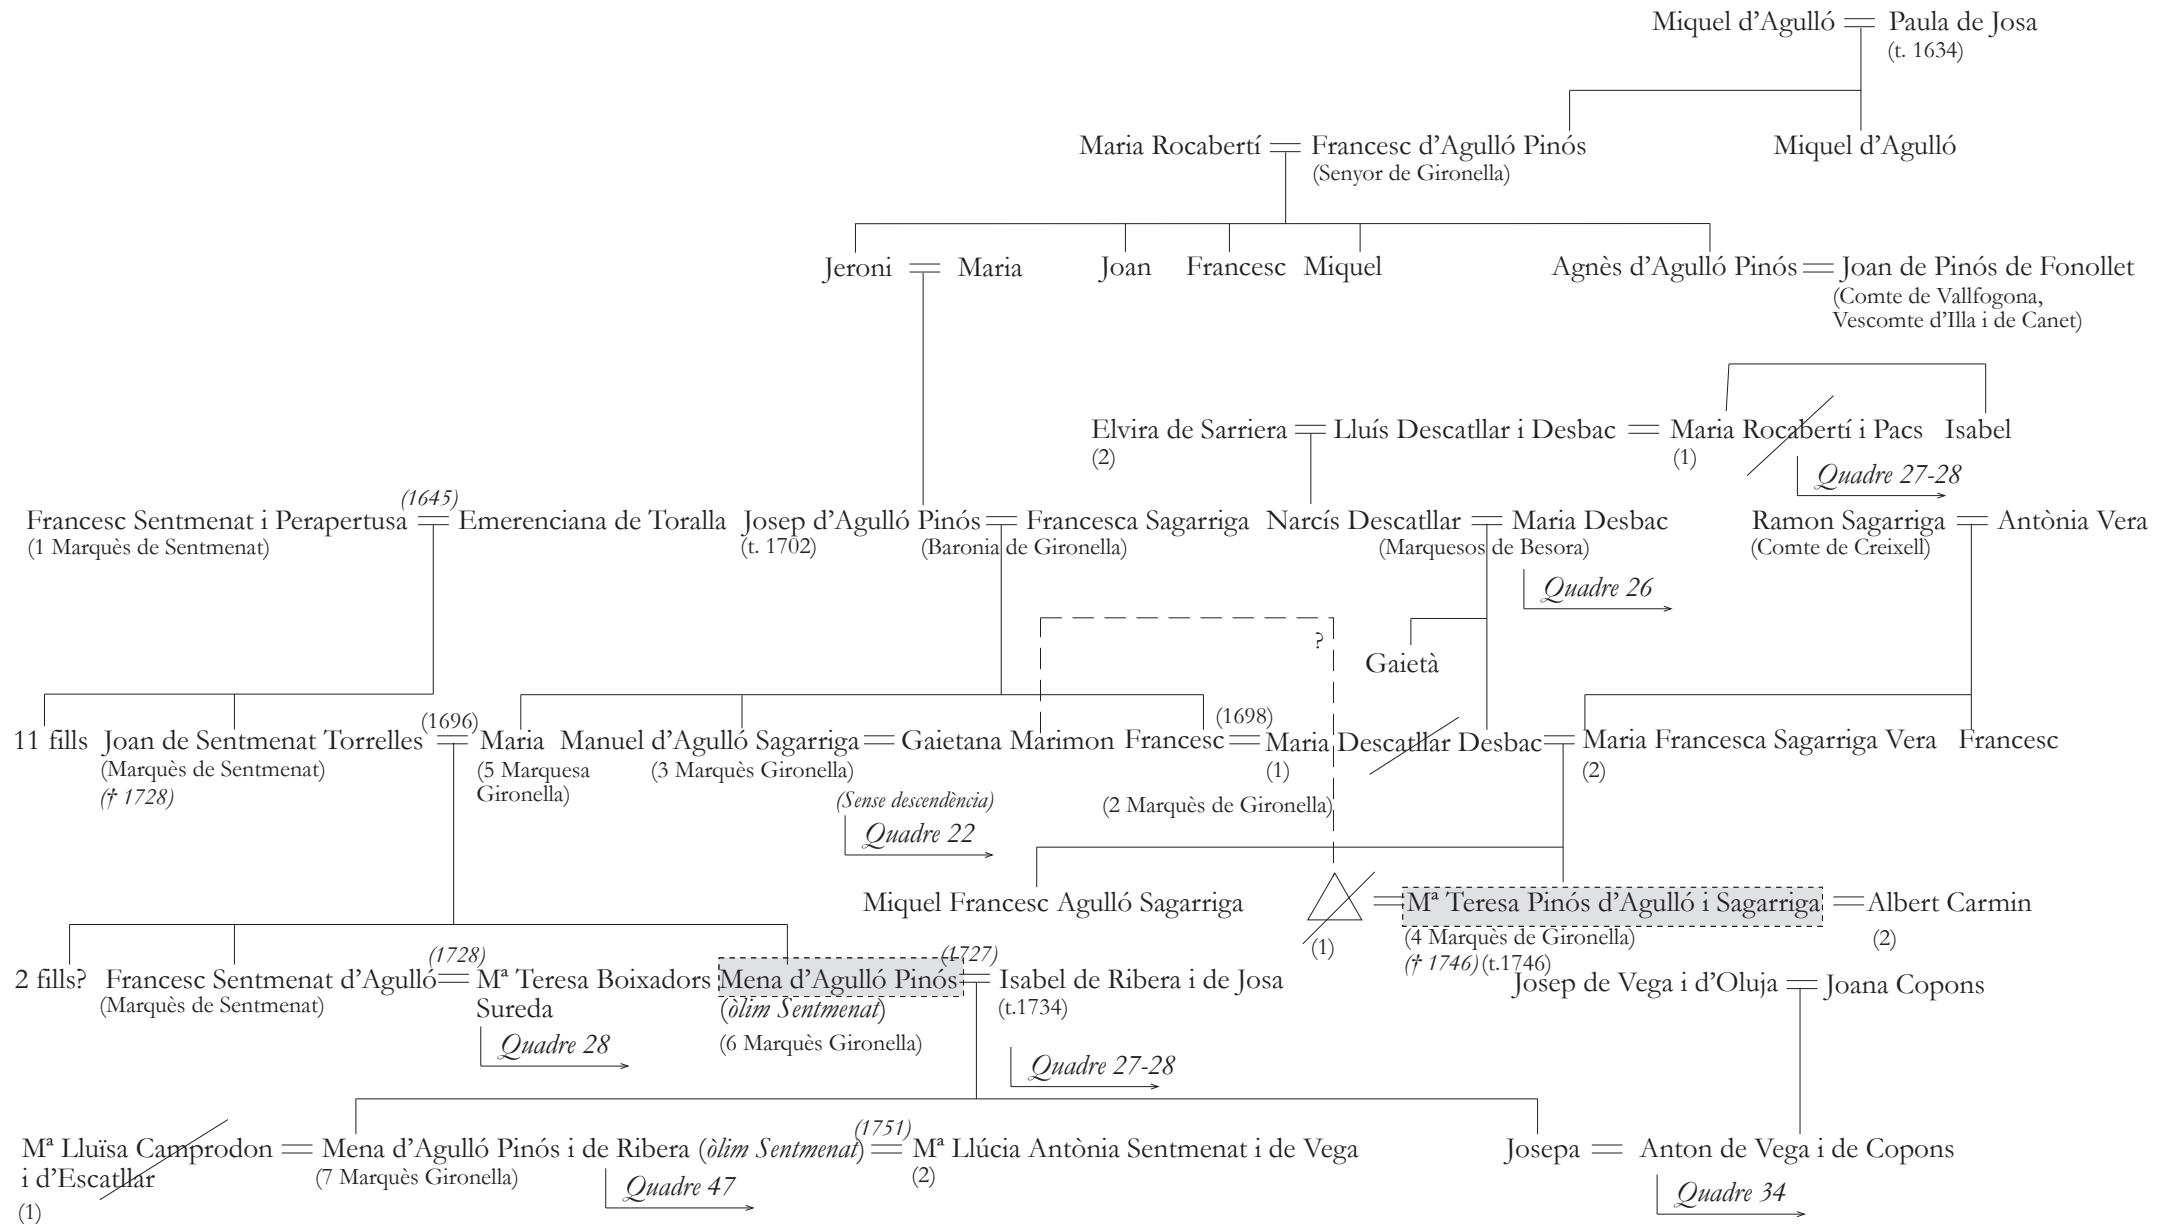 Miquel d'Agulló Paula de Josa
(t. 1634)
Maria Rocabertí Francesc d'Agulló Pinós Miquel d'Agulló
(Senyor de Gironella)
Jeroni Maria Joan Francesc Miquel Agnès d'Agulló Pinós Joan de Pinós de Fonollet
(Comte de Vallfogona,
Vescomte d'Illa i de Canet)
Elvira de Sarriera Lluís Descatllar i Desbac Maria Rocabertí i Pacs Isabel
(2) (1)
Quadre 27-28
(1645)
Francesc Sentmenat i Perapertusa Emerenciana de Toralla Josep d'Agulló Pinós Francesca Sagarriga Narcís Descatllar Maria Desbac Ramon Sagarriga Antònia Vera
(1 Marquès de Sentmenat) (t. 1702) (Baronia de Gironella) (Marquesos de Besora) (Comte de Creixell)
Quadre 26
?
Gaietà
(1696) (1698)
11 fills Joan de Sentmenat Torrelles Maria Manuel d'Agulló Sagarriga Gaietana Marimon Francesc Maria Descatllar Desbac Maria Francesca Sagarriga Vera Francesc
(Marquès de Sentmenat) (5 Marquesa (3 Marquès Gironella) (1) (2)
(† 1728) Gironella)
(Sense descendència) (2 Marquès de Gironella)
Quadre 22
Miquel Francesc Agulló Sagarriga Mª Teresa Pinós d'Agulló i Sagarriga Albert Carmin
(1) (4 Marquès de Gironella) (2)
(† 1746) (t.1746)
(1728) (1727)
2 fills? Francesc Sentmenat d'Agulló Mª Teresa Boixadors Mena d'Agulló Pinós Isabel de Ribera i de Josa Josep de Vega i d'Oluja Joana Copons
(Marquès de Sentmenat) Sureda (òlim Sentmenat) (t.1734)
(6 Marquès Gironella)
Quadre 28 Quadre 27-28
(1751)
Mª Lluïsa Camprodon Mena d'Agulló Pinós i de Ribera (òlim Sentmenat) Mª Llúcia Antònia Sentmenat i de Vega Josepa Anton de Vega i de Copons
i d'Escatllar (7 Marquès Gironella) (2)
Quadre 47 Quadre 34
(1)